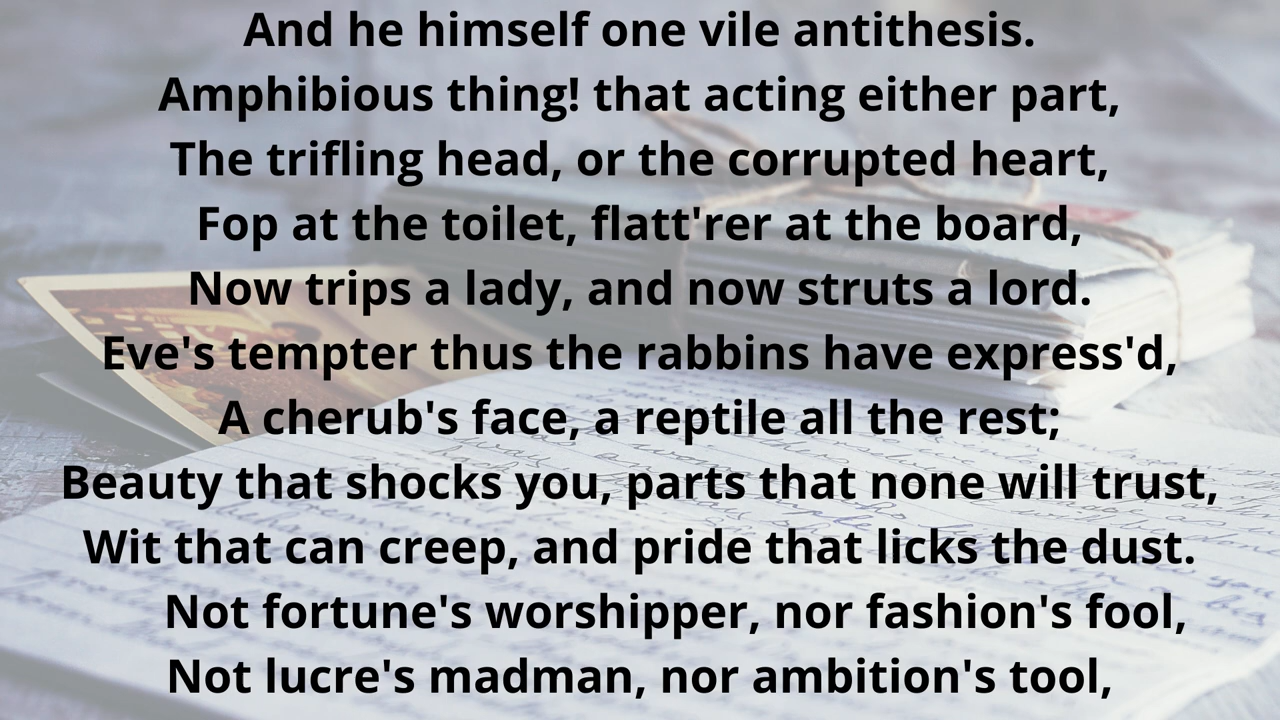 And he himself one vile antithesis.
Amphibious thing! that acting either part,
The trifling head, or the corrupted heart,
Fop at the toilet, flatt'rer at the board,
Now trips a lady, and now struts a lord.
Eve's tempter thus the rabbins have express'd,
A cherub's face, a reptile all the rest;
Beauty that shocks you, parts that none will trust,
Wit that can creep, and pride that licks the dust.
Not fortune's worshipper, nor fashion's fool,
Not lucre's madman, nor ambition's tool,